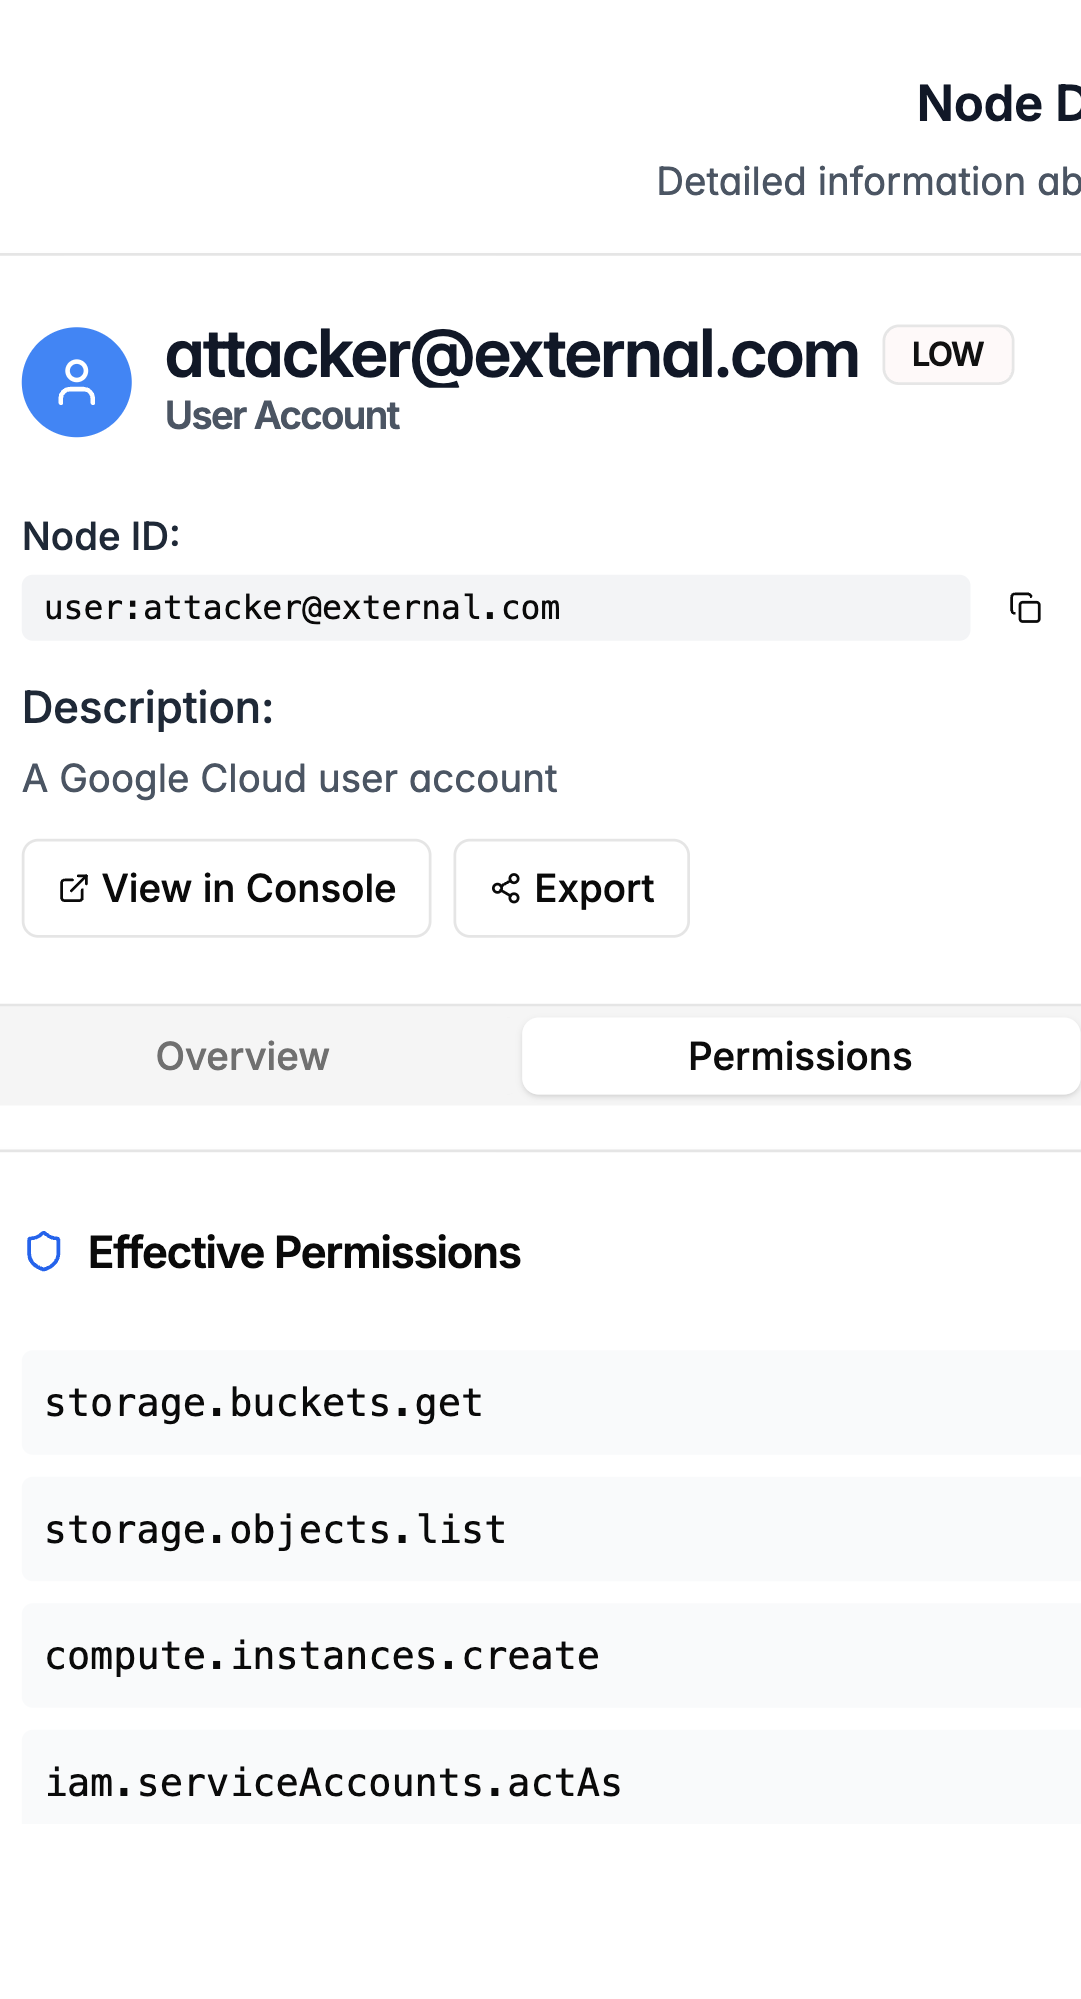 Node D
Detailed information ab
attacker@external.com LOW
User Account
Node ID:
user:attacker@external.com
Description:
A Google Cloud user account
View in Console Export
Overview Permissions
Effective Permissions
storage.buckets.get
storage.objects.list
compute.instances.create
iam.serviceAccounts.actAs